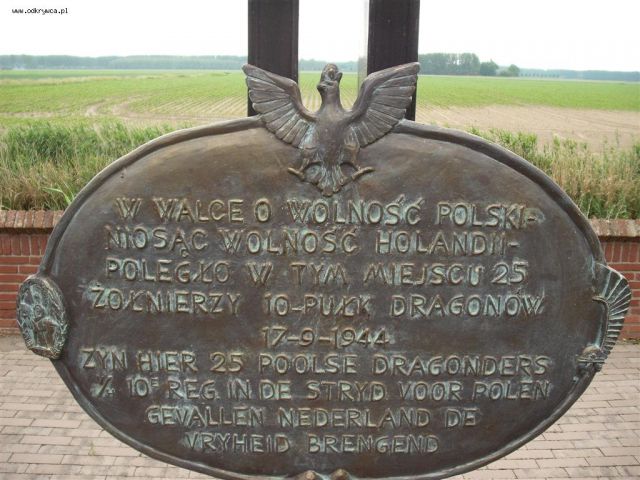 www.odkrywca.pl
W WALCE O WOLNOŚĆ POLSKI-
NIOSĄC WOLNOŚĆ HOLANDII-
POLEGŁO W TYM MIEJSCU 25
ŻOŁNIERZY 10-PUŁK DRAGONÓW
17-9-1944
ZYN HIER 25 POOLSE DRAGONDERS
V/ 10E REG. IN DE STRYD VOOR POLEN
GEVALLEN NEDERLAND DE
VRYHEID BRENGEND